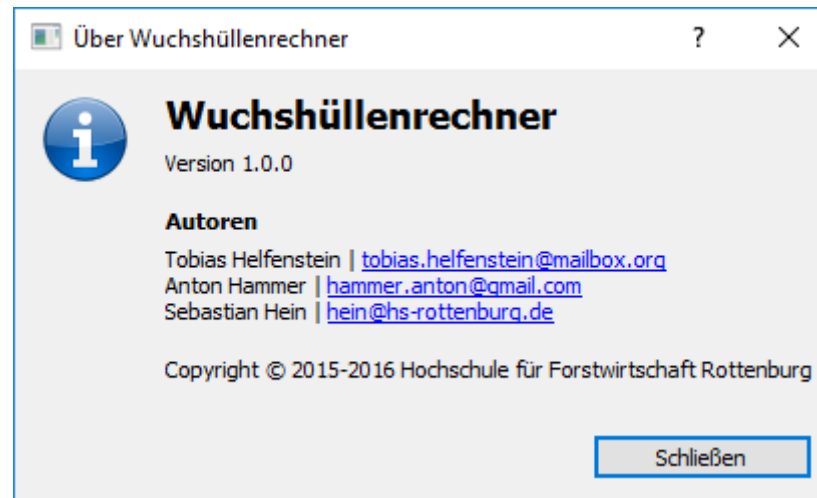 Über Wuchshüllenrechner
?
Wuchshüllenrechner
Version 1.0.0
Autoren
Tobias Helfenstein | tobias.helfenstein@mailbox.org
Anton Hammer | hammer.anton@gmail.com
Sebastian Hein | hein@hs-rottenburg.de
Copyright © 2015-2016 Hochschule für Forstwirtschaft Rottenburg
Schließen